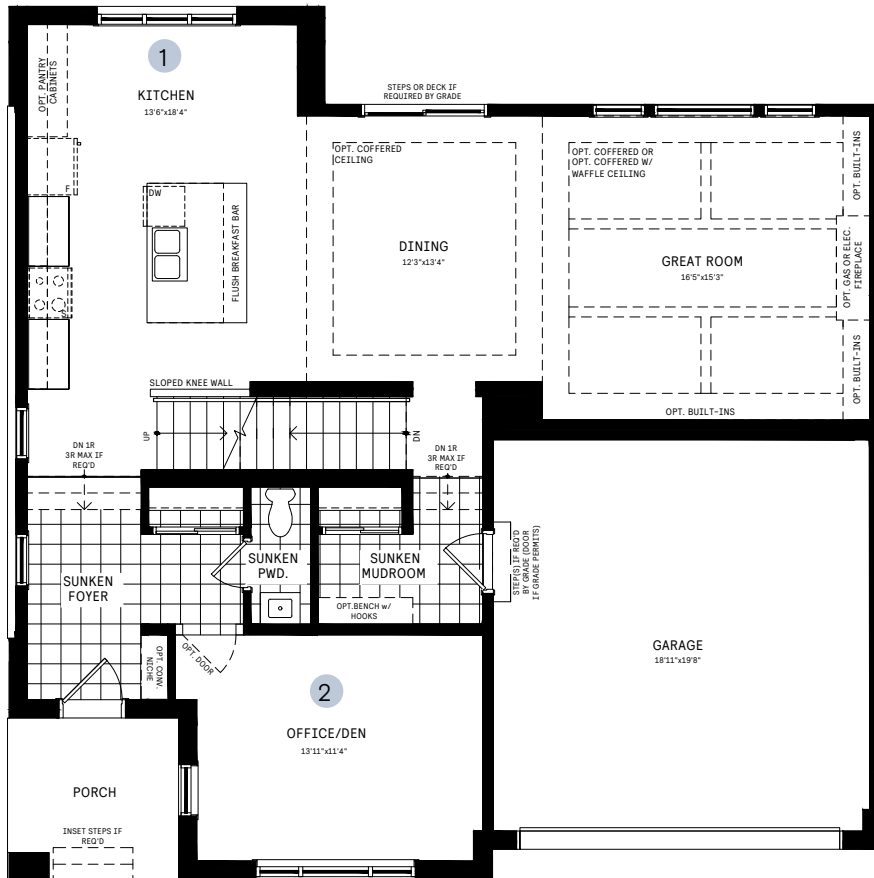 1
KITCHEN
13'6"x18'4"
OPT. PANTRY
CABINETS
STEPS OR DECK IF
REQUIRED BY GRADE
OPT. COFFERED
CEILING
OPT. COFFERED OR
OPT. COFFERED W/
WAFFLE CEILING
OPT. BUILT-INS
F
DW
FLUSH BREAKFAST BAR
DINING
12'3"x13'4"
GREAT ROOM
16'5"x15'3"
OPT. GAS OR ELEC.
FIREPLACE
OPT. BUILT-INS
OPT. BUILT-INS
SLOPED KNEE WALL
UP
DN
DN 1R
3R MAX IF
REQ'D
DN 1R
3R MAX IF
REQ'D
SUNKEN
FOYER
SUNKEN
PWD.
SUNKEN
MUDROOM
OPT.BENCH w/
HOOKS
STEP(S) IF REQ'D
BY GRADE (DOOR
IF GRADE PERMITS)
OPT. CONV.
NICHE
OPT. DOOR
GARAGE
18'11"x19'8"
2
OFFICE/DEN
13'11"x11'4"
PORCH
INSET STEPS IF
REQ'D